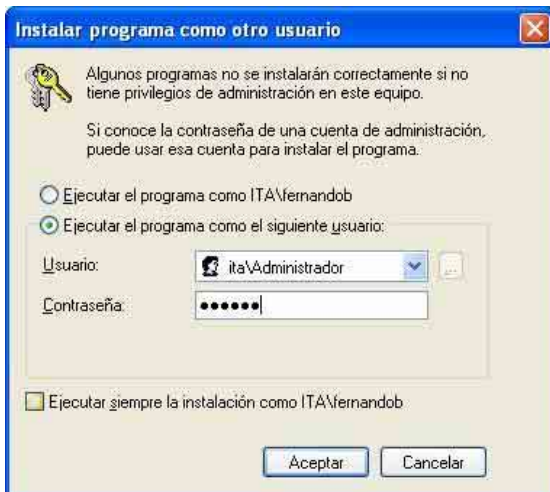 Instalar programa como otro usuario
Algunos programas no se instalarán correctamente si no
tiene privilegios de administración en este equipo.
Si conoce la contraseña de una cuenta de administración,
puede usar esa cuenta para instalar el programa.
Ejecutar el programa como ITA\fernandob
Ejecutar el programa como el siguiente usuario:
Usuario: ita\Administrador ...
Contraseña: ●●●●●●
Ejecutar siempre la instalación como ITA\fernandob
Aceptar Cancelar